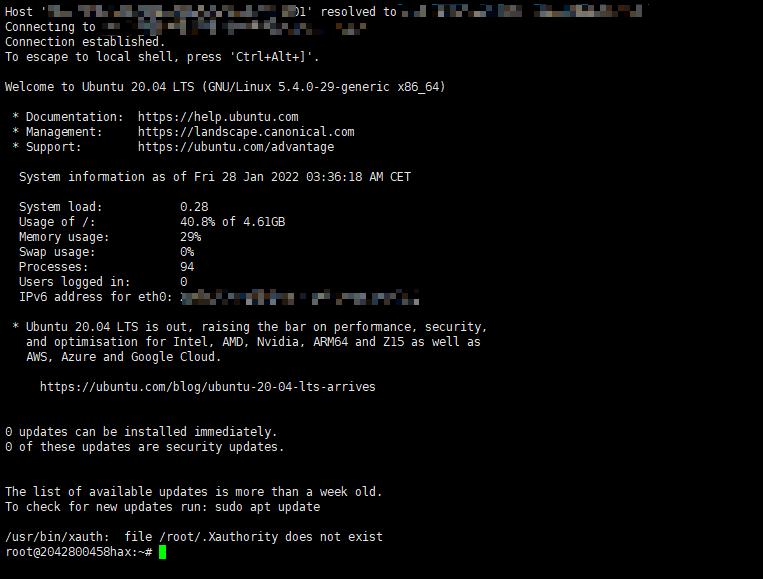 Host ' 01' resolved to
Connecting to
Connection established.
To escape to local shell, press 'Ctrl+Alt+]'.
Welcome to Ubuntu 20.04 LTS (GNU/Linux 5.4.0-29-generic x86_64)
* Documentation:  https://help.ubuntu.com
* Management:     https://landscape.canonical.com
* Support:        https://ubuntu.com/advantage
System information as of Fri 28 Jan 2022 03:36:18 AM CET
System load:           0.28
Usage of /:            40.8% of 4.61GB
Memory usage:          29%
Swap usage:            0%
Processes:             94
Users logged in:       0
IPv6 address for eth0:
* Ubuntu 20.04 LTS is out, raising the bar on performance, security,
and optimisation for Intel, AMD, Nvidia, ARM64 and Z15 as well as
AWS, Azure and Google Cloud.
https://ubuntu.com/blog/ubuntu-20-04-lts-arrives
0 updates can be installed immediately.
0 of these updates are security updates.
The list of available updates is more than a week old.
To check for new updates run: sudo apt update
/usr/bin/xauth:  file /root/.Xauthority does not exist
root@2042800458hax:~#